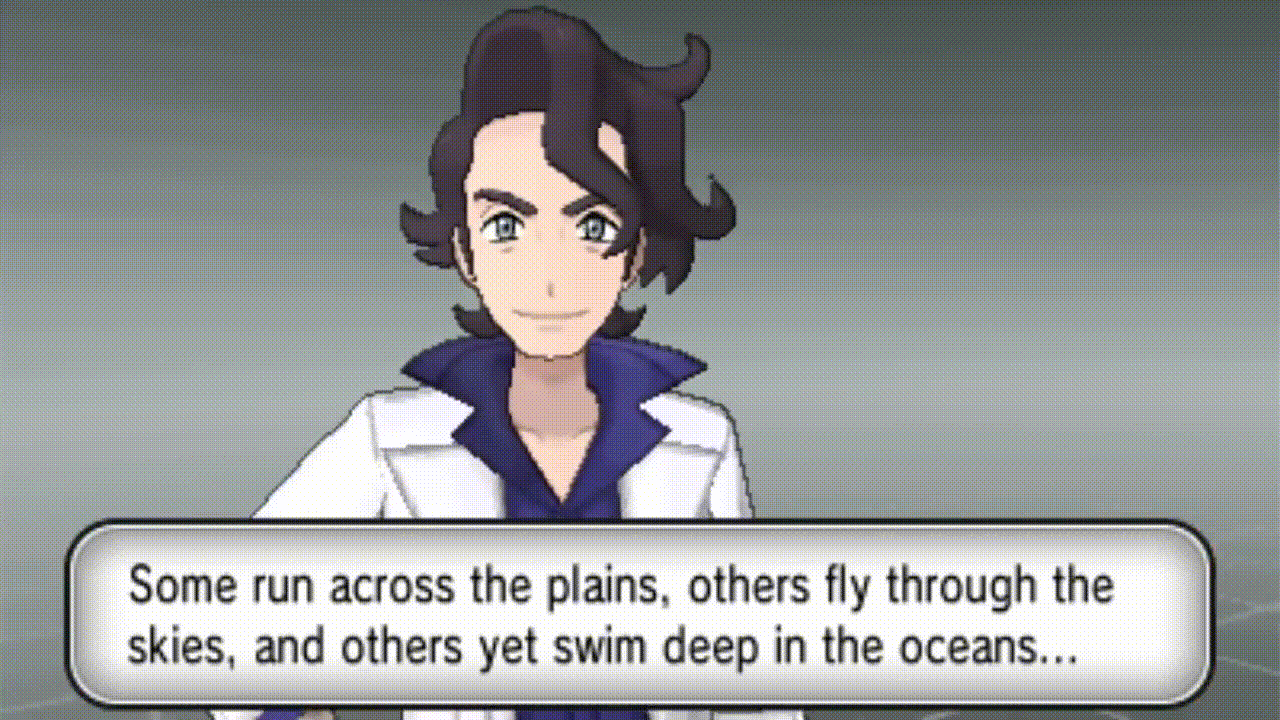 Some run across the plains, others fly through the
skies, and others yet swim deep in the oceans...